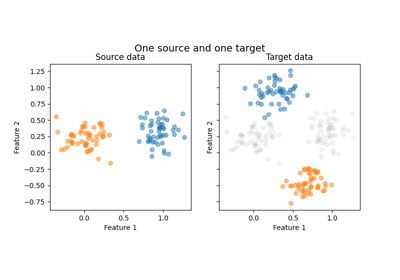 One source and one target
Source data
Target data
Feature 2
1.25
1.00
0.75
0.50
0.25
0.00
−0.25
−0.50
−0.75
0.0 0.5 1.0
Feature 1
Feature 2
0.0 0.5 1.0
Feature 1